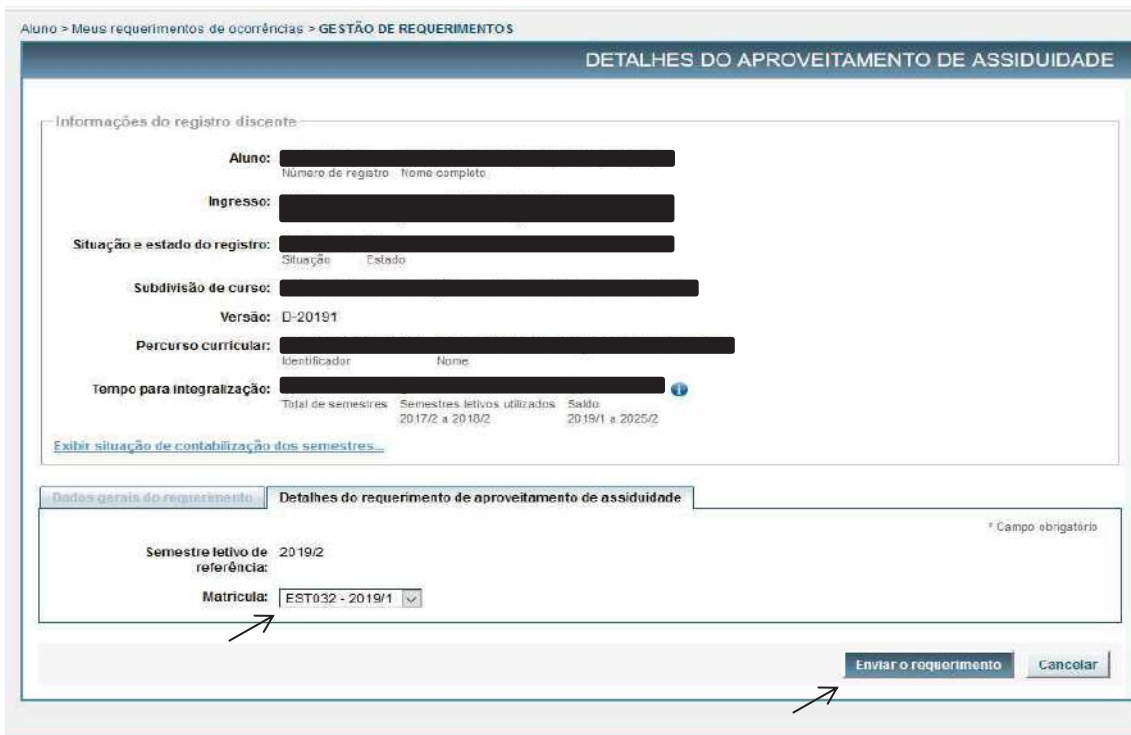 Aluno > Meus requerimentos de ocorrências > GESTÃO DE REQUERIMENTOS
DETALHES DO APROVEITAMENTO DE ASSIDUIDADE
Informações do registro discente
Aluno:
Número de registro Nome completo
Ingresso:
Situação e estado do registro:
Situação Estado
Subdivisão de curso:
Versão: D-20191
Percurso curricular:
Identificador Nome
Tempo para integralização:
Total de semestres Semestres letivos utilizados Saldo
2017/2 a 2018/2 2019/1 a 2025/2
Exibir situação de contabilização dos semestres...
Dados gerais do requerimento Detalhes do requerimento de aproveitamento de assiduidade
* Campo obrigatório
Semestre letivo de 2019/2
referência:
Matrícula: EST032 - 2019/1
Enviar o requerimento Cancelar